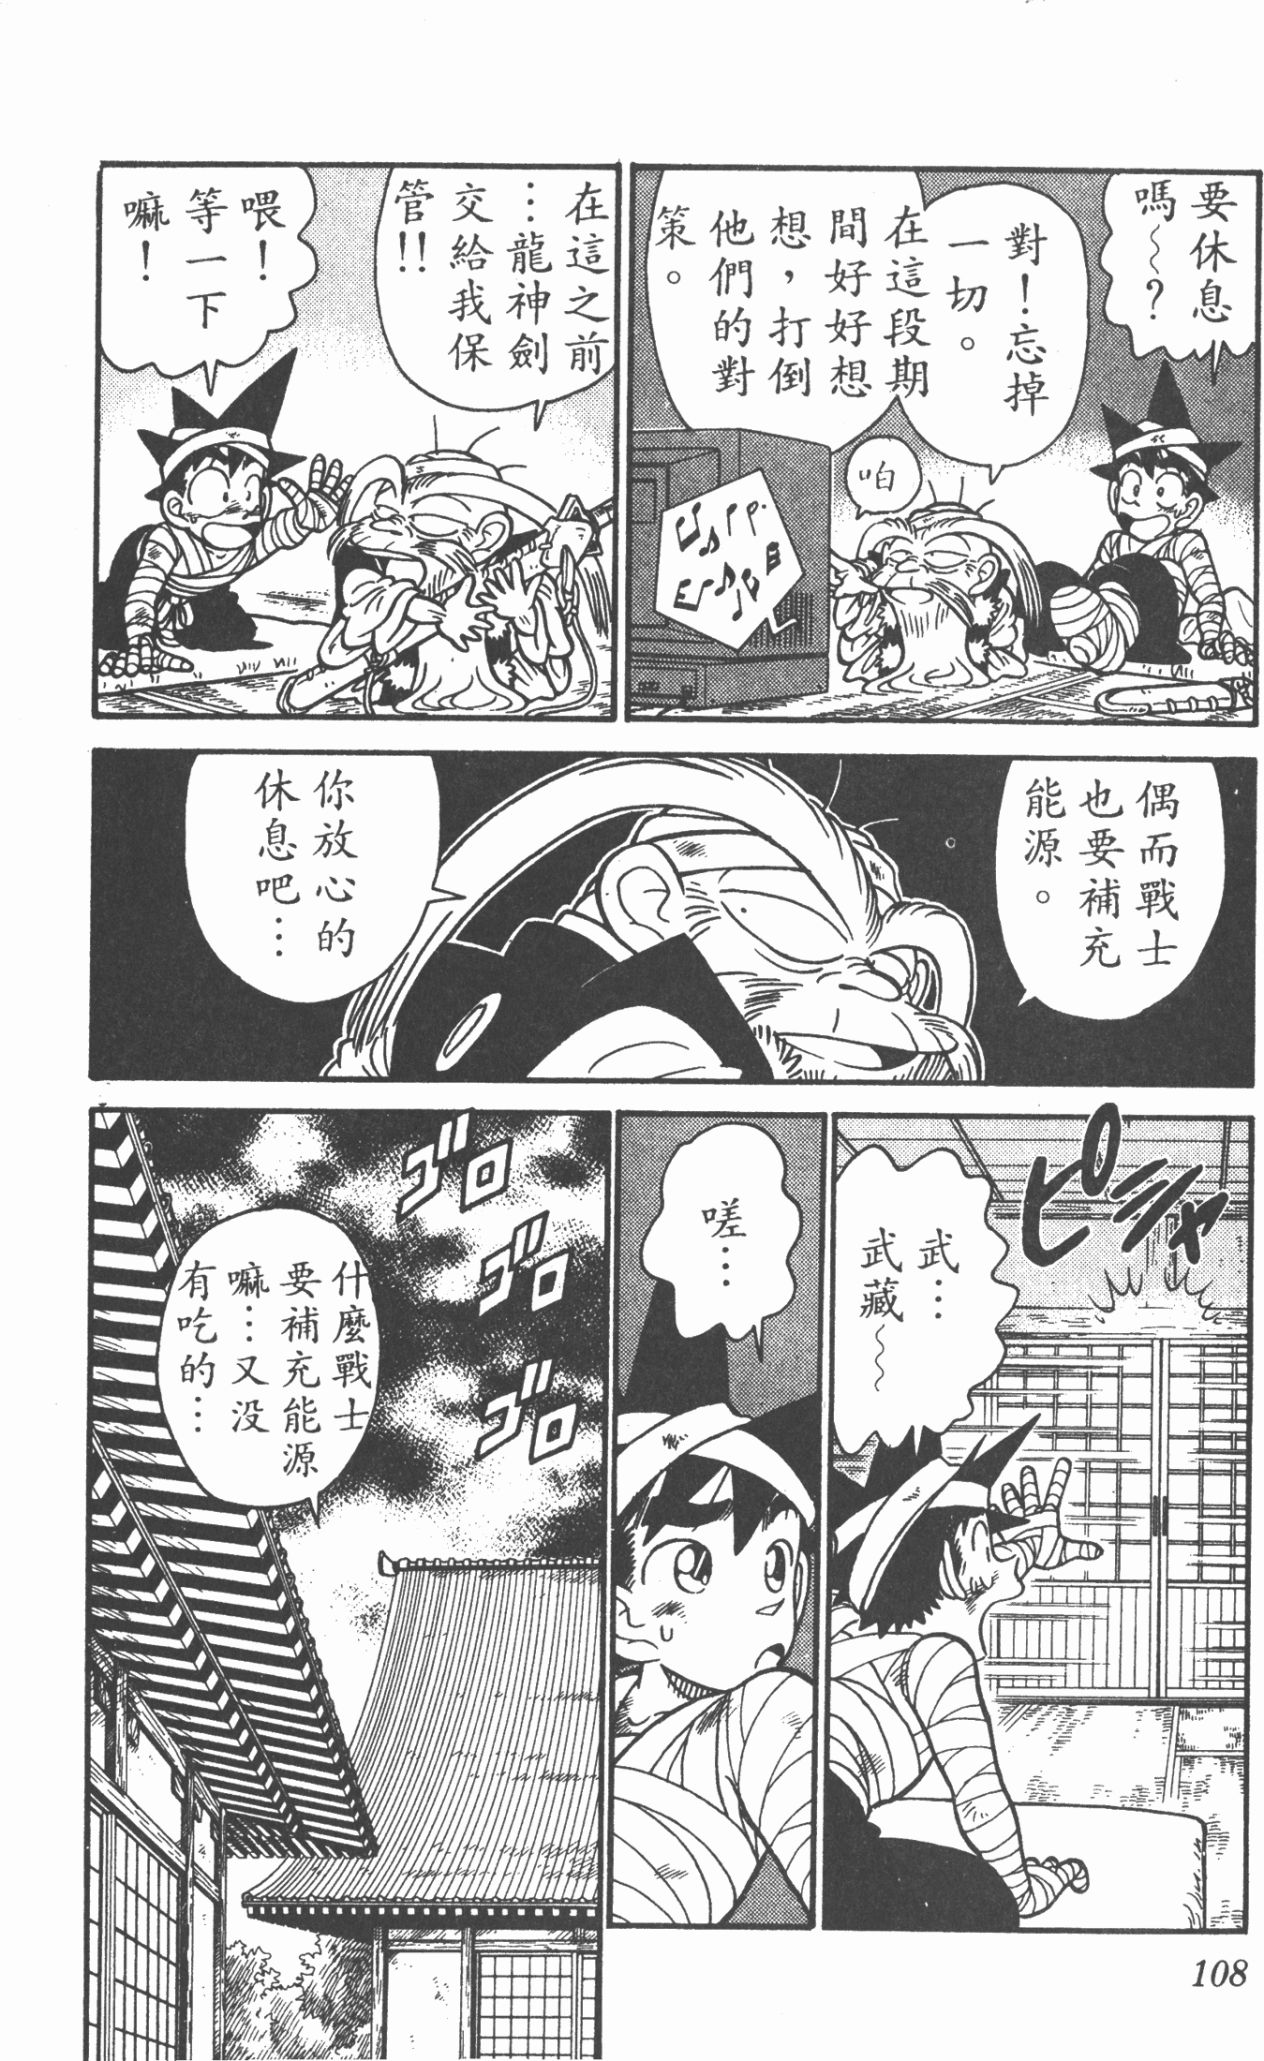 要休息
嗎～？
對！忘掉
一切。
在這段期
間好好想
想，打倒
他們的對
策。
咱
在這之前
…龍神劍
交給我保
管!!
喂！
等一下
嘛！
偶而戰士
也要補充
能源。
你放心的
休息吧…
ピシャ
武…
武藏～
嗟…
ゴロ
ゴロ
ゴロ
什麼戰士
要補充能源
嘛…又没
有吃的…
108